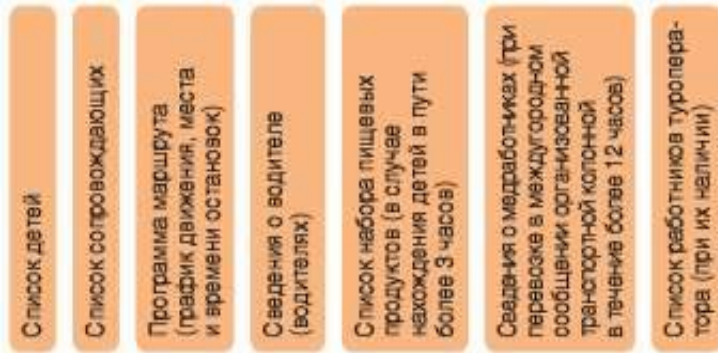 Список детей
Список сопровождающих
Программа маршрута
(график движения, места
и времени остановок)
Сведения о водителе
(водителях)
Список набора пищевых
продуктов (в случае
нахождения детей в пути
более 3 часов)
Сведения о медработниках (при
перевозке в междугородном
сообщении организованной
транспортной колонной
в течение более 12 часов)
Список работников туропера-
тора (при их наличии)